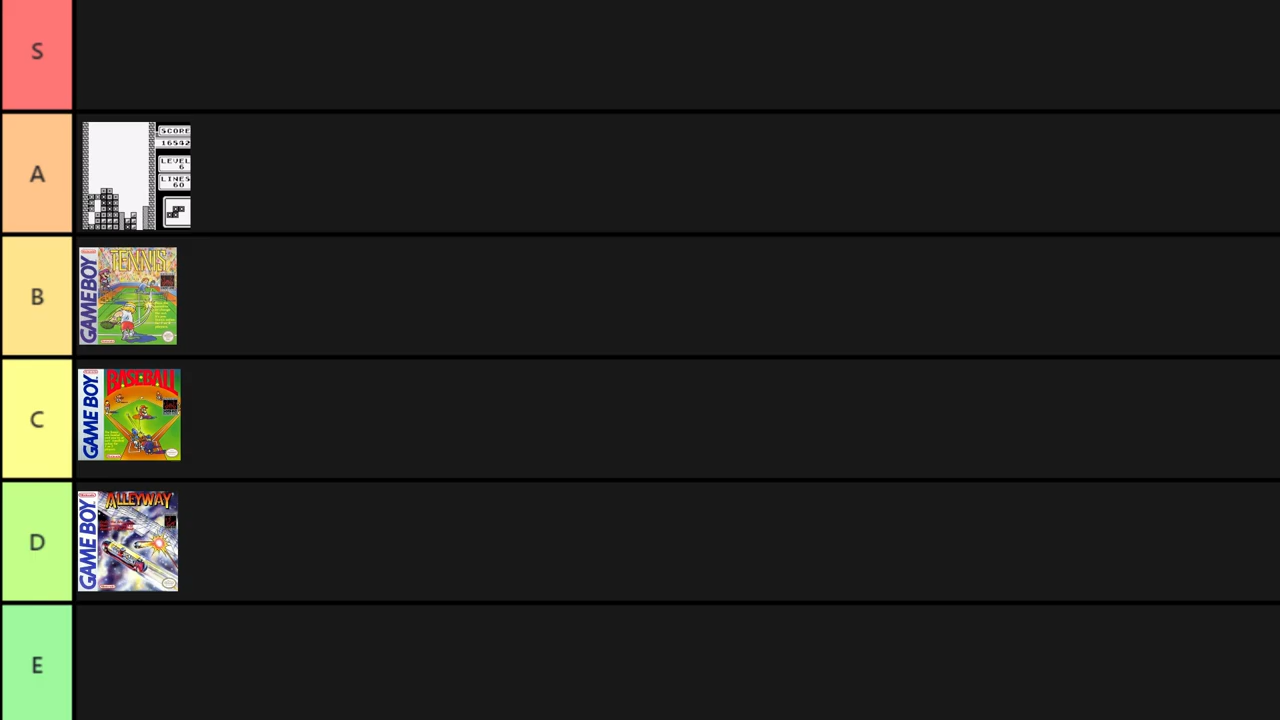 S
A
SCORE
16542
LEVEL
6
LINES
60
B
GAME BOY
TENNIS
C
GAME BOY
BASEBALL
D
GAME BOY
ALLEYWAY
E